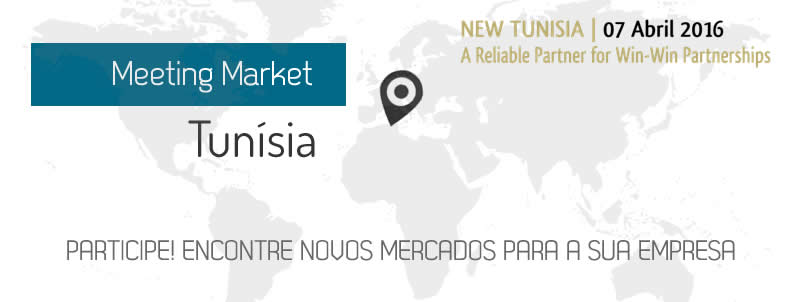 NEW TUNISIA | 07 Abril 2016
A Reliable Partner for Win-Win Partnerships
Meeting Market
Tunísia
PARTICIPE! ENCONTRE NOVOS MERCADOS PARA A SUA EMPRESA